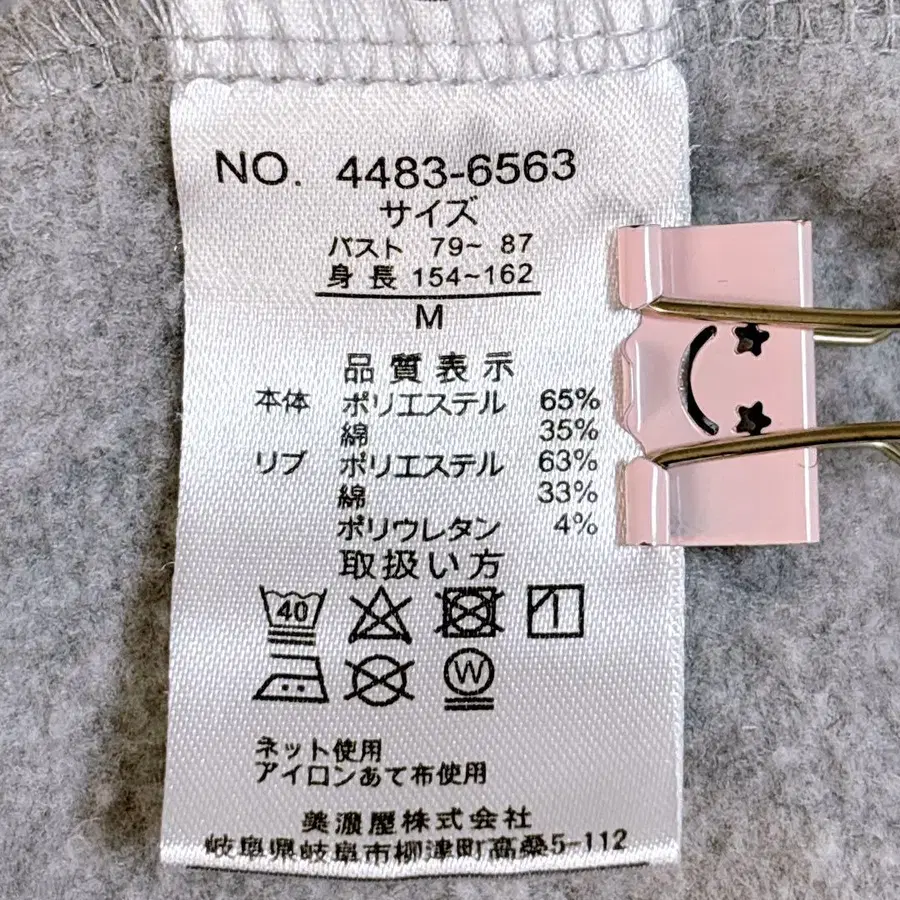 NO. 4483-6563
サイズ
バスト 79~ 87
身長 154~162
M
品質表示
本体 ポリエステル 65%
綿 35%
リブ ポリエステル 63%
綿 33%
ポリウレタン 4%
取扱い方
40
W
ネット使用
アイロンあて布使用
美濃屋株式会社
岐阜県岐阜市柳津町高桑5-112